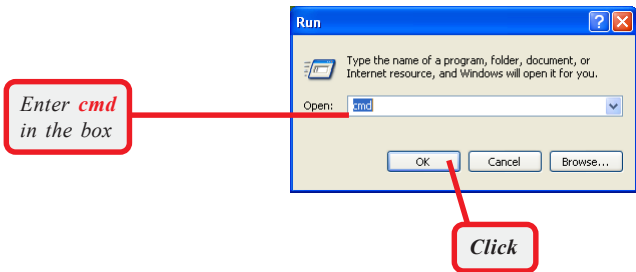 Run
Type the name of a program, folder, document, or
Internet resource, and Windows will open it for you.
Open: cmd
Enter cmd
in the box
OK Cancel Browse...
Click